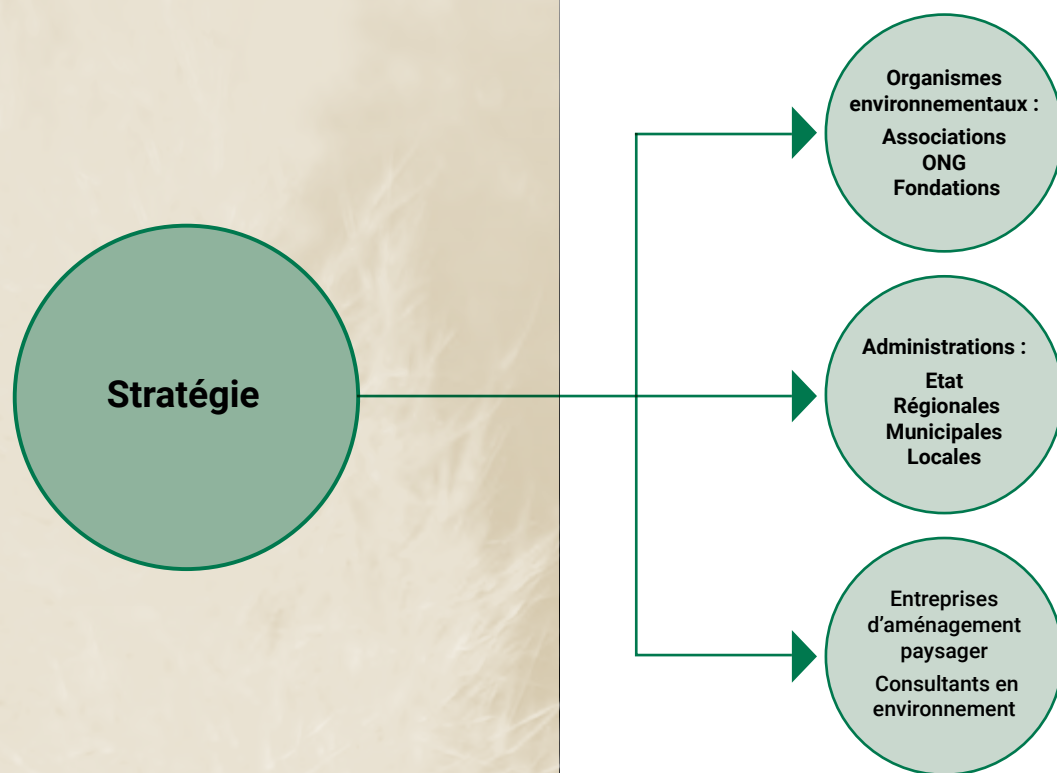 Stratégie
Organismes
environnementaux :
Associations
ONG
Fondations
Administrations :
Etat
Régionales
Municipales
Locales
Entreprises
d’aménagement
paysager
Consultants en
environnement